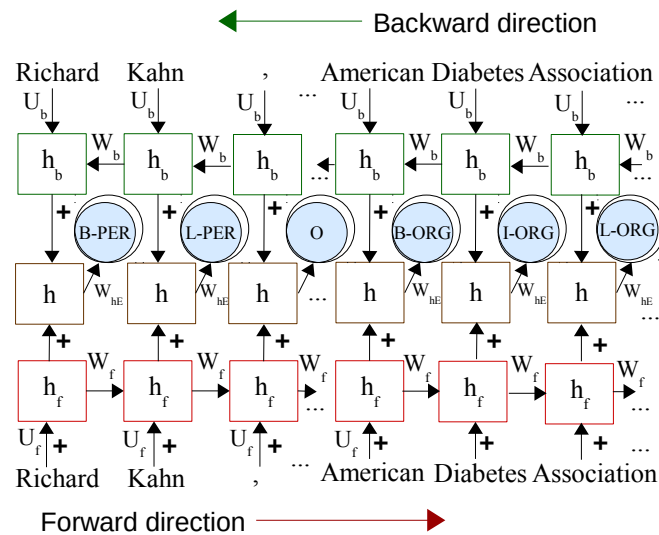 Backward direction
Richard Kahn , ... American Diabetes Association ...
U_b U_b U_b U_b U_b U_b
W_b W_b W_b W_b W_b W_b
h_b h_b h_b ... h_b h_b h_b
+ + + + + +
B-PER L-PER O B-ORG I-ORG L-ORG
h h h ... h h h
W_hE W_hE W_hE W_hE W_hE ...
+ + + + + +
W_f W_f W_f W_f W_f W_f
h_f h_f h_f ... h_f h_f h_f ...
U_f + U_f + U_f + U_f + + +
Richard Kahn , ... American Diabetes Association ...
Forward direction